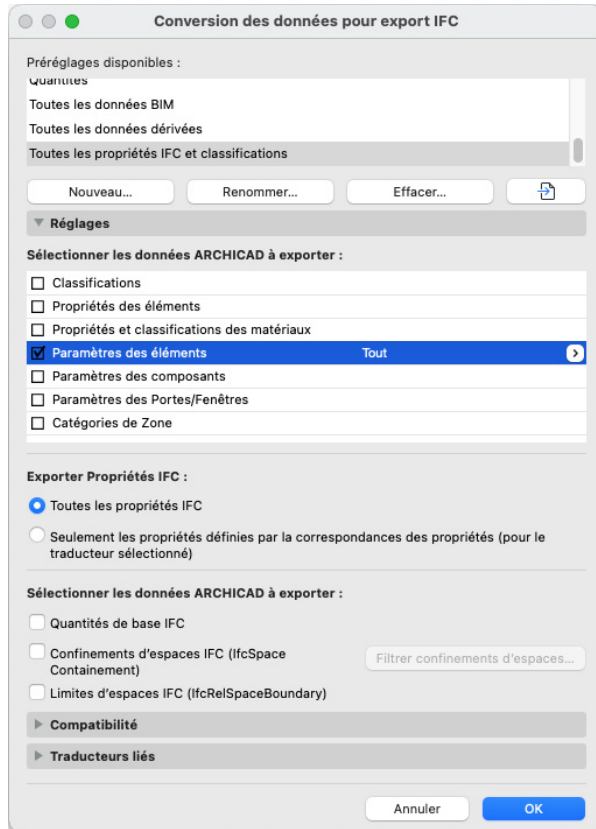 Conversion des données pour export IFC
Préréglages disponibles :
Quantités
Toutes les données BIM
Toutes les données dérivées
Toutes les propriétés IFC et classifications
Nouveau...
Renommer...
Effacer...
Réglages
Sélectionner les données ARCHICAD à exporter :
Classifications
Propriétés des éléments
Propriétés et classifications des matériaux
Paramètres des éléments Tout
Paramètres des composants
Paramètres des Portes/Fenêtres
Catégories de Zone
Exporter Propriétés IFC :
Toutes les propriétés IFC
Seulement les propriétés définies par la correspondances des propriétés (pour le
traducteur sélectionné)
Sélectionner les données ARCHICAD à exporter :
Quantités de base IFC
Confinements d'espaces IFC (IfcSpace
Containement)
Filtrer confinements d'espaces...
Limites d'espaces IFC (IfcRelSpaceBoundary)
Compatibilité
Traducteurs liés
Annuler
OK